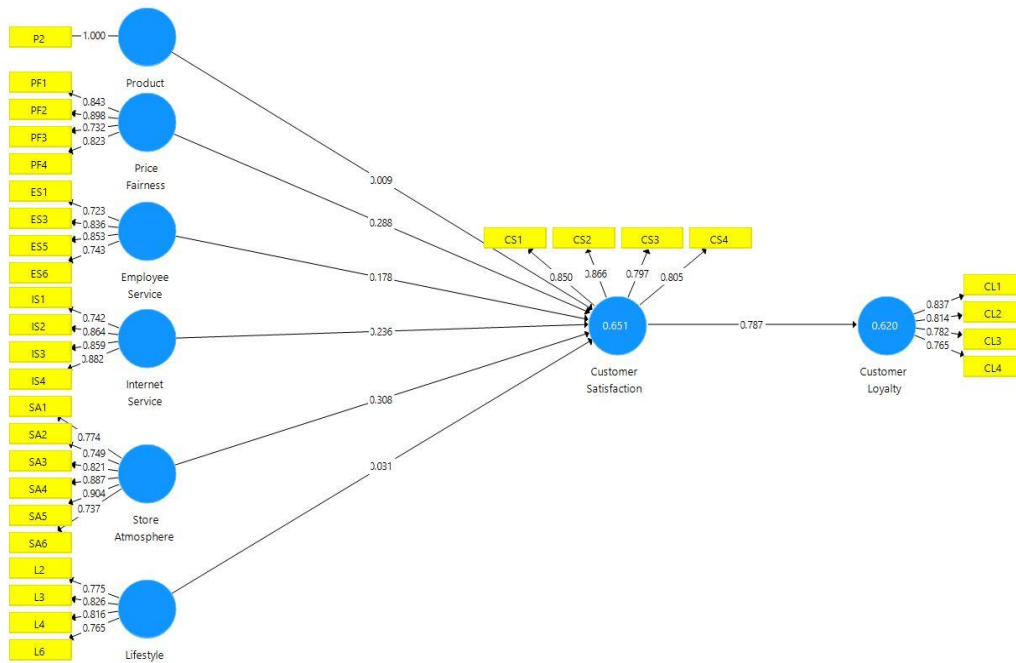 P2
1.000
Product
PF1
PF2
PF3
PF4
0.843
0.898
0.732
0.823
Price
Fairness
ES1
ES3
ES5
ES6
0.723
0.836
0.853
0.743
Employee
Service
IS1
IS2
IS3
IS4
0.742
0.864
0.859
0.882
Internet
Service
SA1
SA2
SA3
SA4
SA5
SA6
0.774
0.749
0.821
0.887
0.904
0.737
Store
Atmosphere
L2
L3
L4
L6
0.775
0.826
0.816
0.765
Lifestyle
0.009
0.288
0.178
0.236
0.308
0.031
CS1
CS2
CS3
CS4
0.850
0.866
0.797
0.805
0.651
Customer
Satisfaction
0.787
0.620
Customer
Loyalty
0.837
0.814
0.782
0.765
CL1
CL2
CL3
CL4